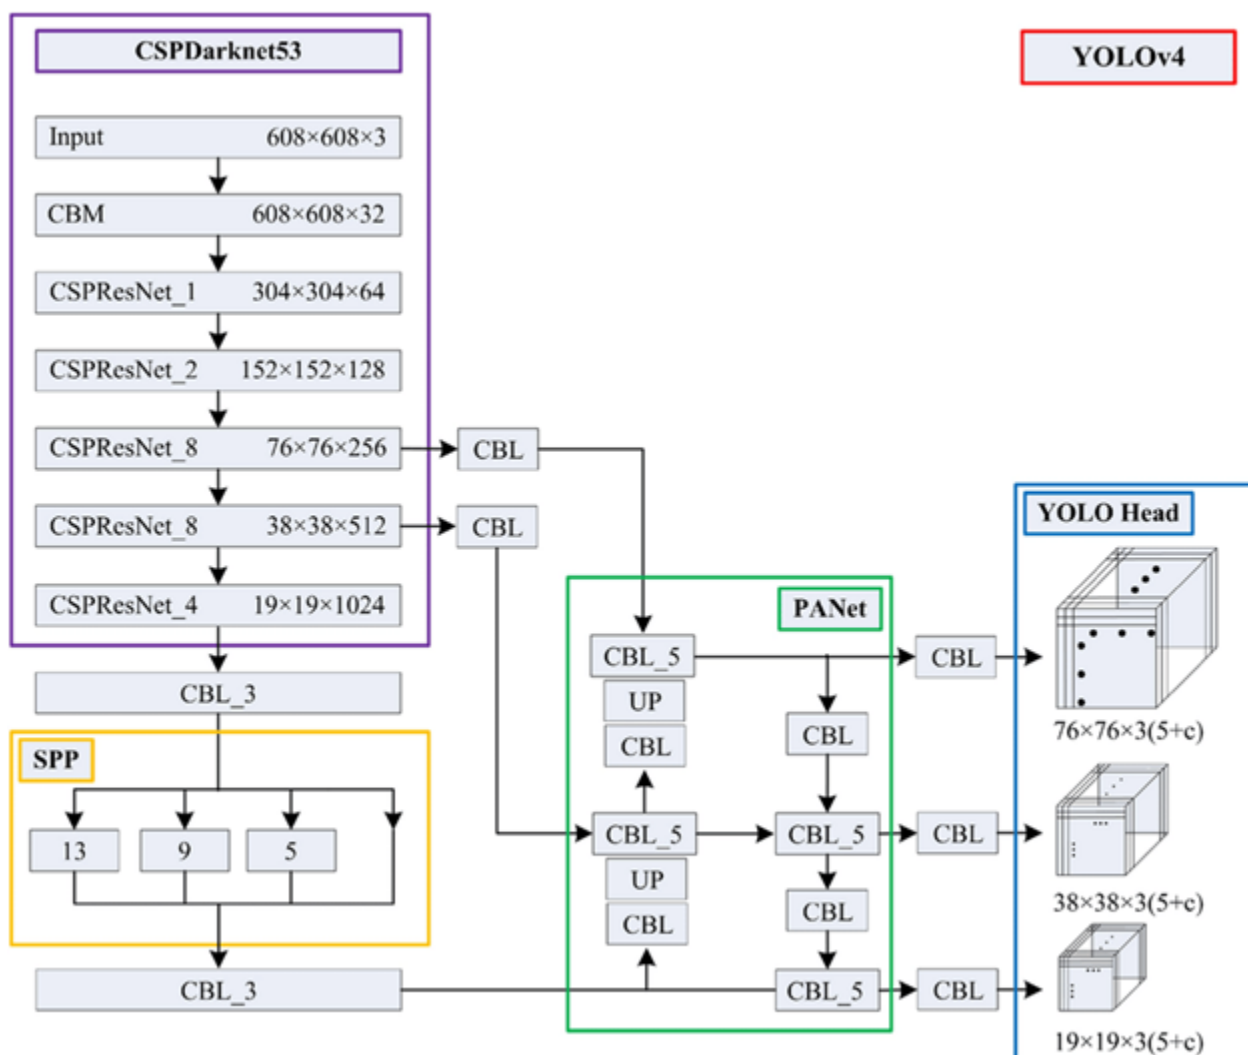 CSPDarknet53
YOLOv4
Input 608×608×3
CBM 608×608×32
CSPResNet_1 304×304×64
CSPResNet_2 152×152×128
CSPResNet_8 76×76×256
CBL
CSPResNet_8 38×38×512
CBL
CSPResNet_4 19×19×1024
CBL_3
SPP
13 9 5
CBL_3
PANet
CBL_5
UP
CBL
CBL
CBL_5
CBL_5
UP
CBL
CBL
CBL_5
CBL
CBL
CBL
YOLO Head
76×76×3(5+c)
38×38×3(5+c)
19×19×3(5+c)